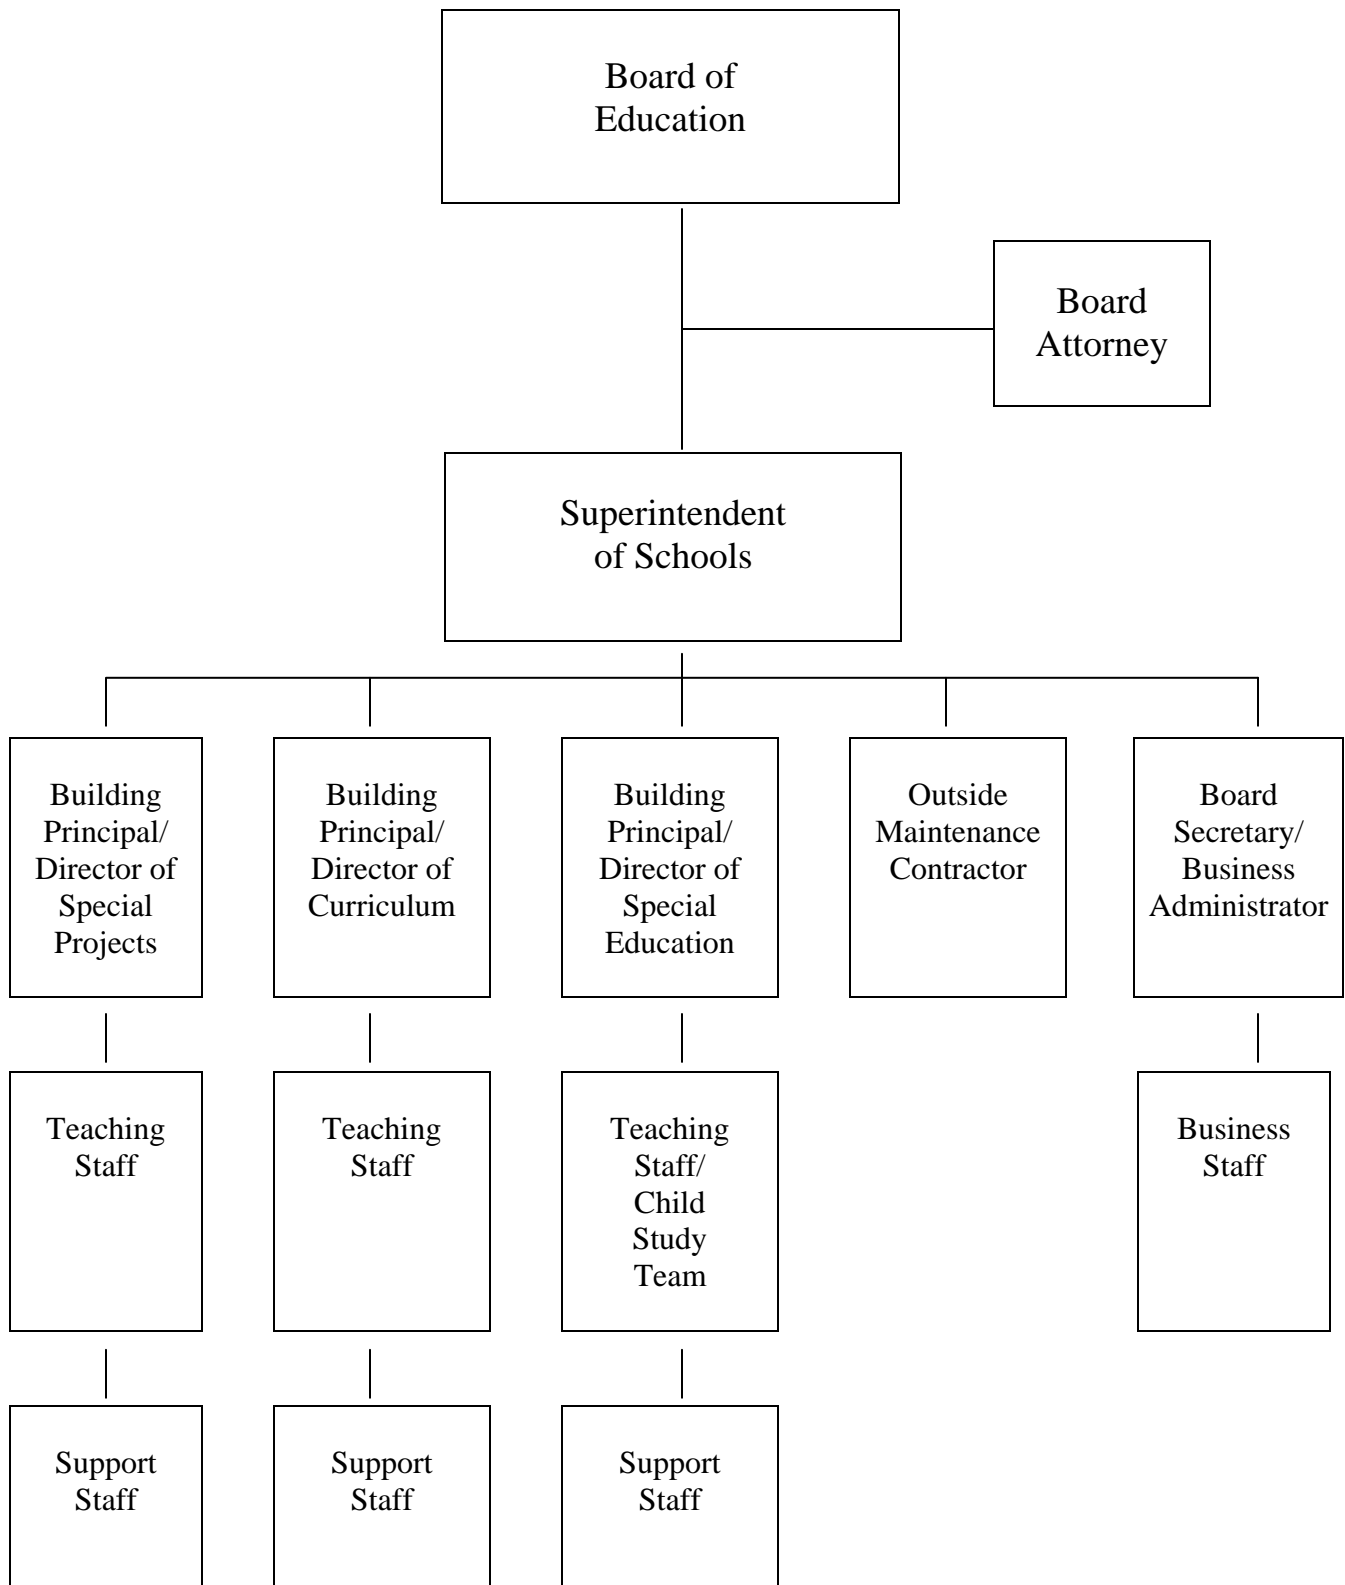 Board of
Education
Board
Attorney
Superintendent
of Schools
Building
Principal/
Director of
Special
Projects
Building
Principal/
Director of
Curriculum
Building
Principal/
Director of
Special
Education
Outside
Maintenance
Contractor
Board
Secretary/
Business
Administrator
Teaching
Staff
Teaching
Staff
Teaching
Staff/
Child
Study
Team
Business
Staff
Support
Staff
Support
Staff
Support
Staff